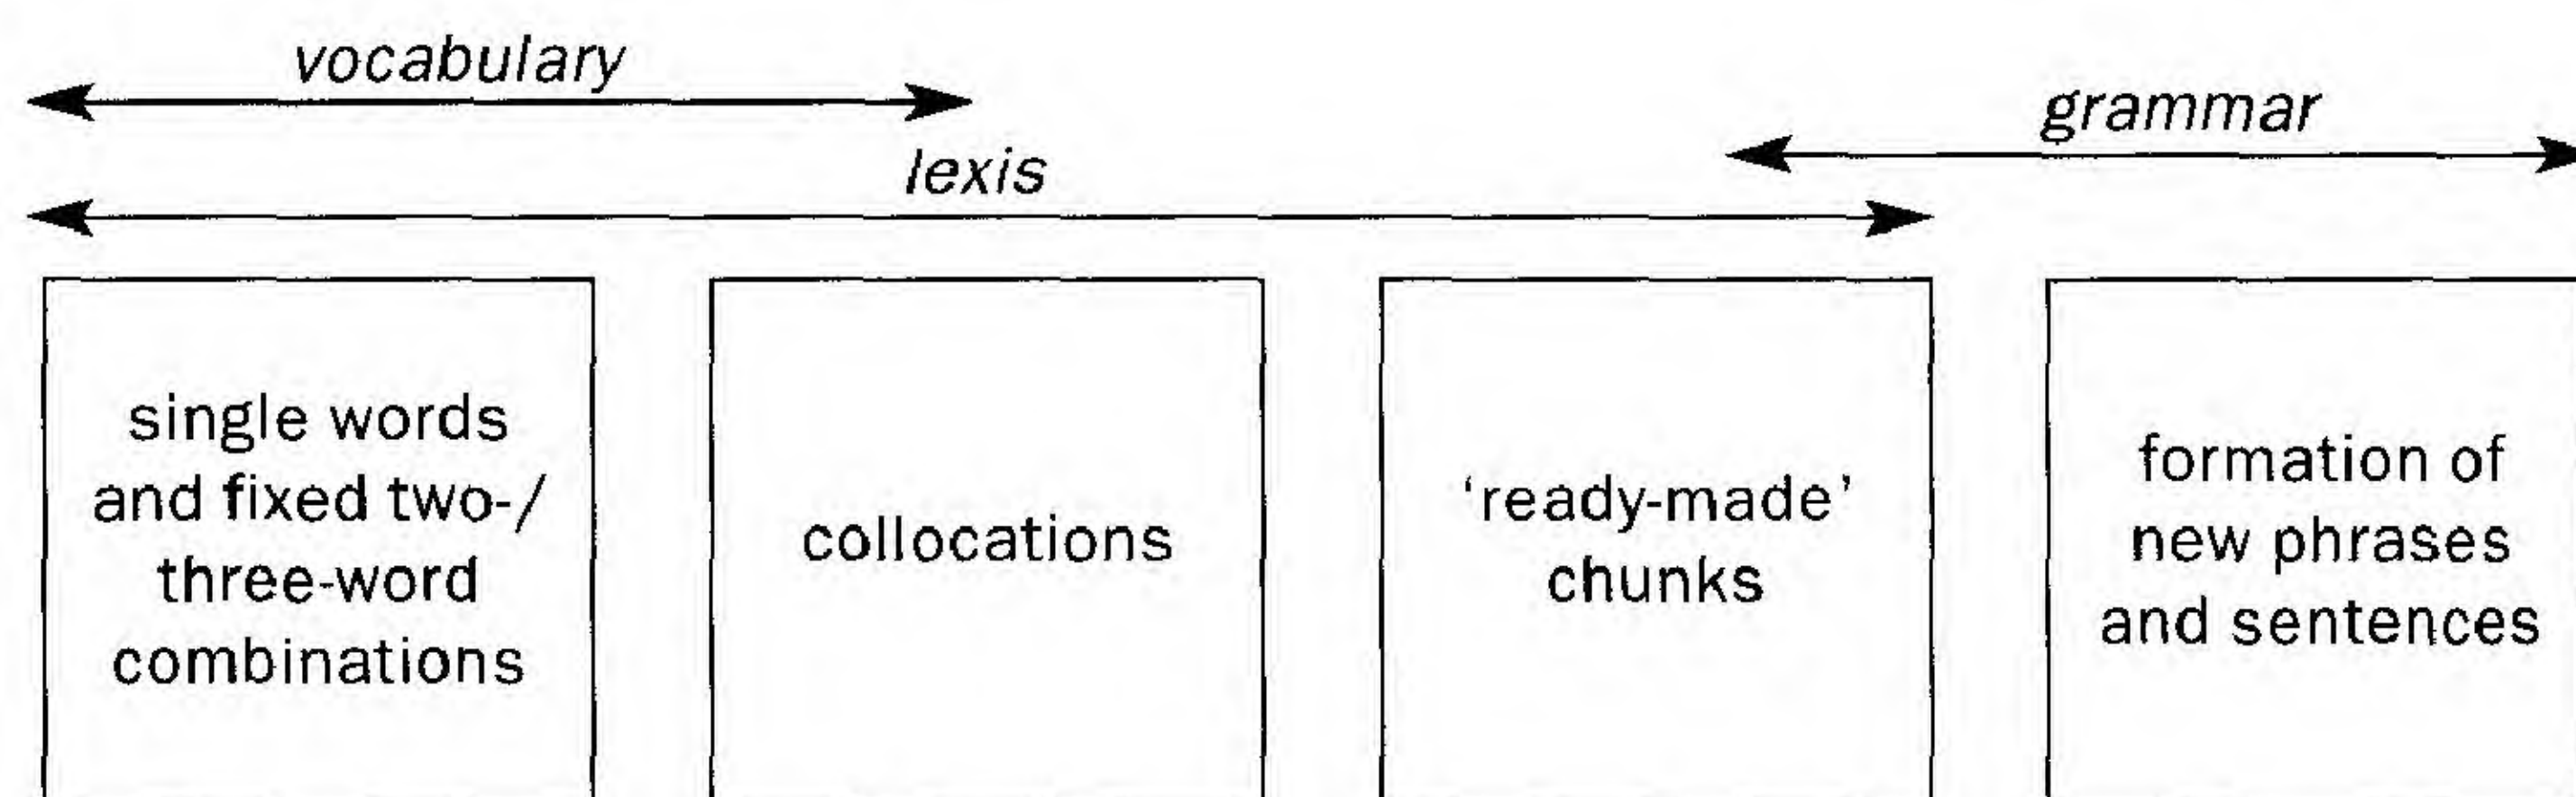 vocabulary
grammar
lexis
single words
and fixed two-/
three-word
combinations
collocations
‘ready-made’
chunks
formation of
new phrases
and sentences